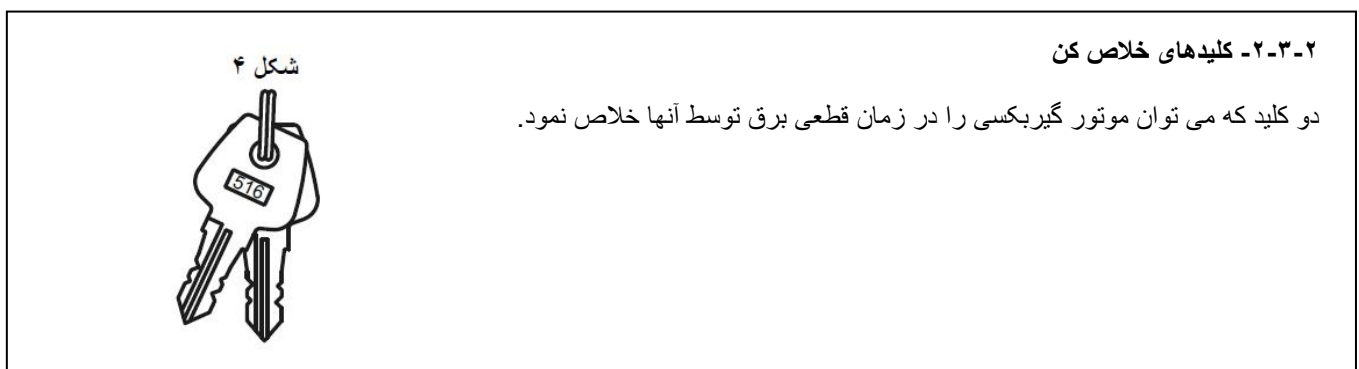 ۲-۳-۲- کلیدهای خلاص کن
دو کلید که می توان موتور گیربکسی را در زمان قطعی برق توسط آنها خلاص نمود.
شکل ۴
516